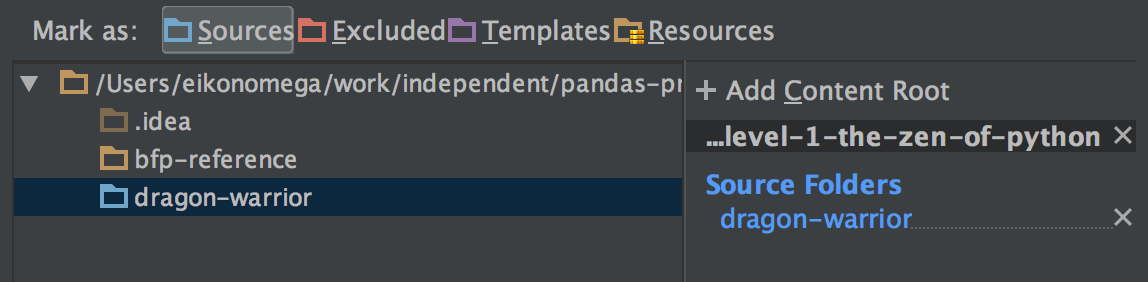 Mark as: Sources Excluded Templates Resources
/Users/eikonomega/work/independent/pandas-pr
.idea
bfp-reference
dragon-warrior
+ Add Content Root
...level-1-the-zen-of-python ×
Source Folders
dragon-warrior ×